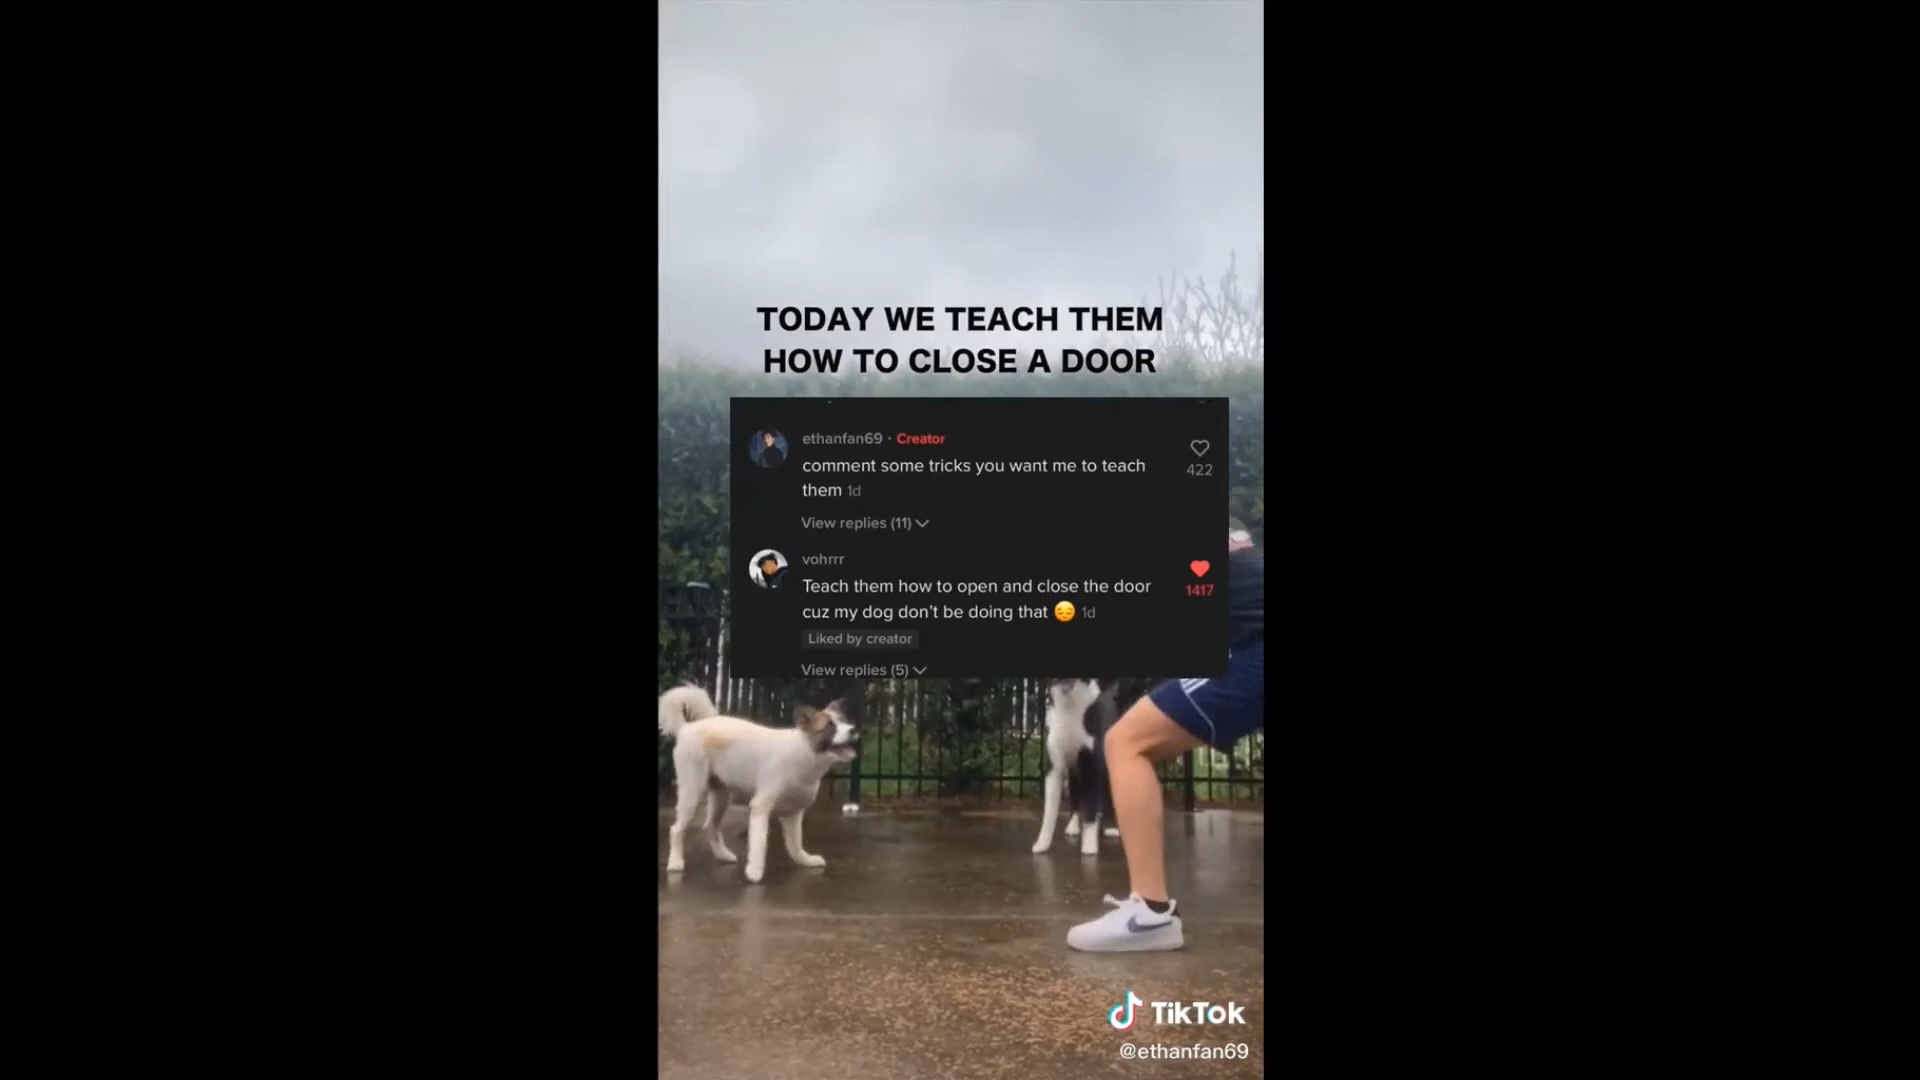 TODAY WE TEACH THEM
HOW TO CLOSE A DOOR
ethanfan69 · Creator
comment some tricks you want me to teach
them 1d
422
View replies (11)
vohrrr
Teach them how to open and close the door
cuz my dog don't be doing that 😔 1d
1417
Liked by creator
View replies (5)
TikTok
@ethanfan69